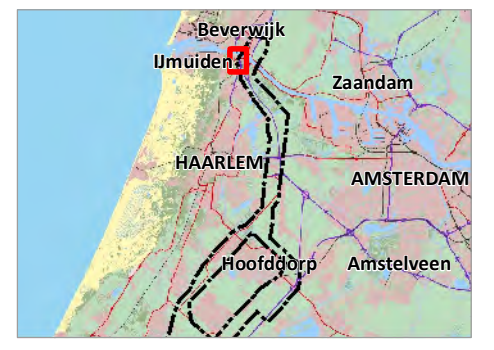 Beverwijk
IJmuiden
Zaandam
HAARLEM
AMSTERDAM
Hoofddorp
Amstelveen